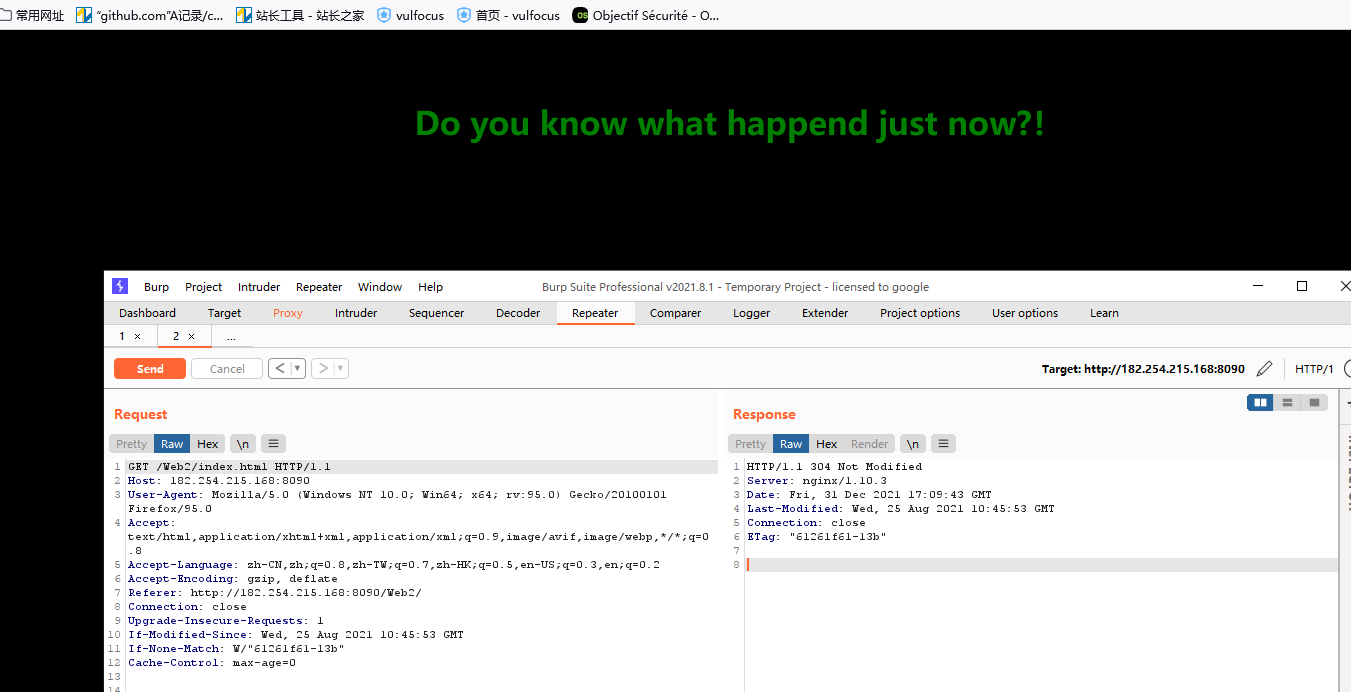 常用网址 "github.com"A记录/c... 站长工具 - 站长之家 vulfocus 首页 - vulfocus OS Objectif Sécurité - O...
Do you know what happend just now?!
Burp Project Intruder Repeater Window Help Burp Suite Professional v2021.8.1 - Temporary Project - licensed to google
Dashboard Target Proxy Intruder Sequencer Decoder Repeater Comparer Logger Extender Project options User options Learn
1 × 2 × ...
Send Cancel < > Target: http://182.254.215.168:8090 HTTP/1
Request
Pretty Raw Hex \n
1 GET /Web2/index.html HTTP/1.1
2 Host: 182.254.215.168:8090
3 User-Agent: Mozilla/5.0 (Windows NT 10.0; Win64; x64; rv:95.0) Gecko/20100101
Firefox/95.0
4 Accept:
text/html,application/xhtml+xml,application/xml;q=0.9,image/avif,image/webp,*/*;q=0
.8
5 Accept-Language: zh-CN,zh;q=0.8,zh-TW;q=0.7,zh-HK;q=0.5,en-US;q=0.3,en;q=0.2
6 Accept-Encoding: gzip, deflate
7 Referer: http://182.254.215.168:8090/Web2/
8 Connection: close
9 Upgrade-Insecure-Requests: 1
10 If-Modified-Since: Wed, 25 Aug 2021 10:45:53 GMT
11 If-None-Match: W/"61261f61-13b"
12 Cache-Control: max-age=0
13
14
Response
Pretty Raw Hex Render \n
1 HTTP/1.1 304 Not Modified
2 Server: nginx/1.10.3
3 Date: Fri, 31 Dec 2021 17:09:43 GMT
4 Last-Modified: Wed, 25 Aug 2021 10:45:53 GMT
5 Connection: close
6 ETag: "61261f61-13b"
7
8